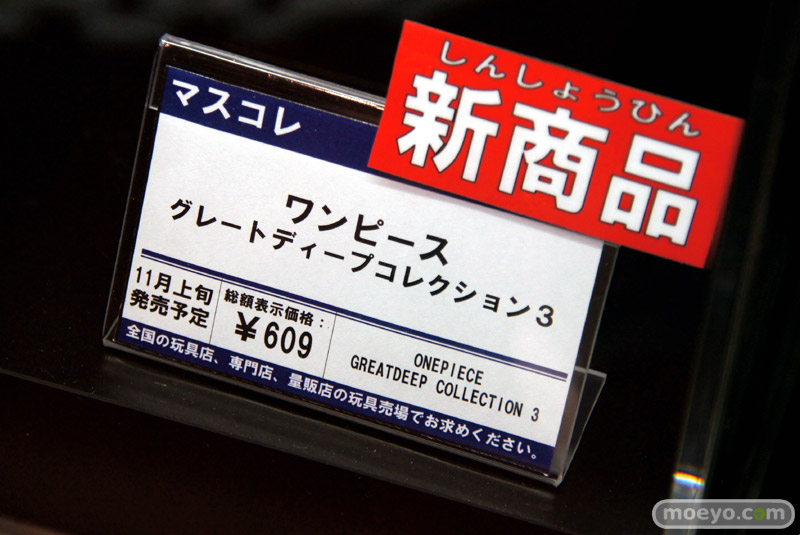 しんしょうひん
新商品
マスコレ
ワンピース
グレートディープコレクション3
11月上旬
発売予定
総額表示価格：
￥609
ONEPIECE
GREATDEEP COLLECTION 3
全国の玩具店、専門店、量販店の玩具売場でお求めください。
moeyo.com